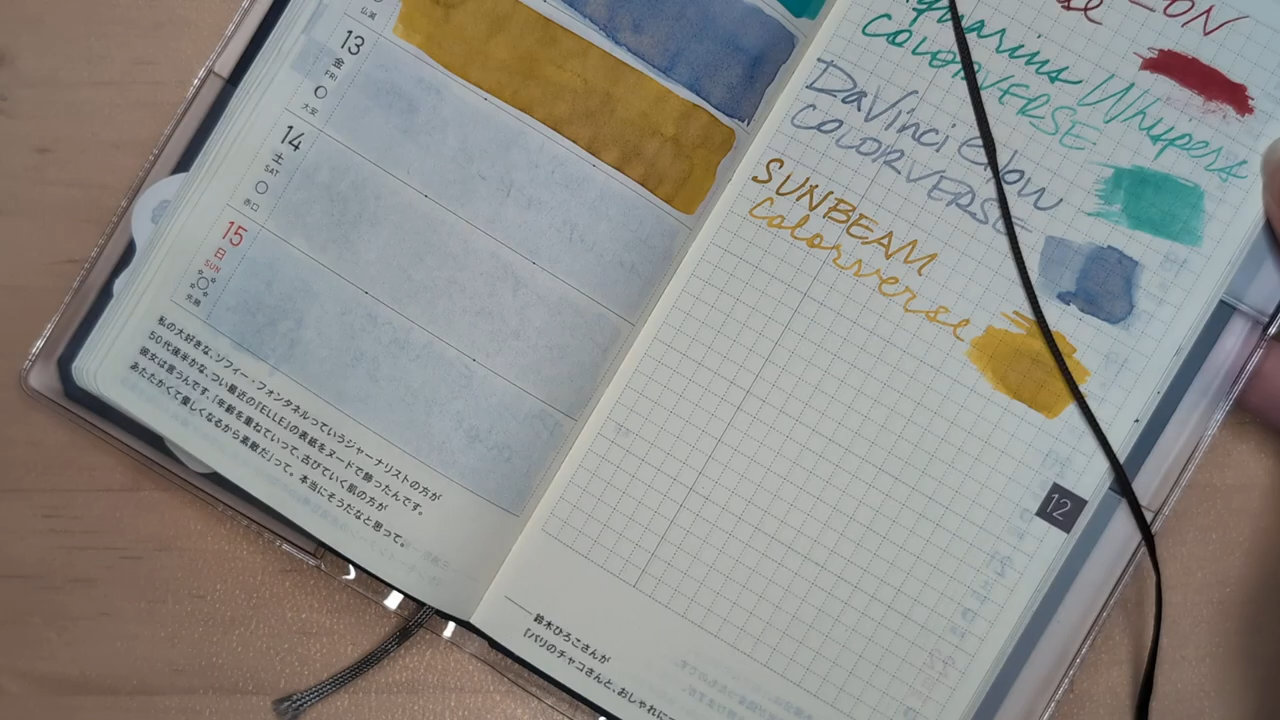 仏滅
13
金
FRI
大安
14
土
SAT
赤口
15
日
SUN
先勝
私の大好きな、ソフィー・フォンタネルっていうジャーナリストの方が
50代後半かな、つい最近の『ELLE』の表紙をヌードで飾ったんです。
彼女は言うんです、「年齢を重ねていって、古びていく肌の方が
あたたかくて優しくなるから素敵だ」って。本当にそうだなと思って。
Whispers
COLORVERSE
DaVinci Glow
COLORVERSE
SUNBEAM
Colorverse
12
鈴木ひろこさんが
『パリのチャコさんと、おしゃれに